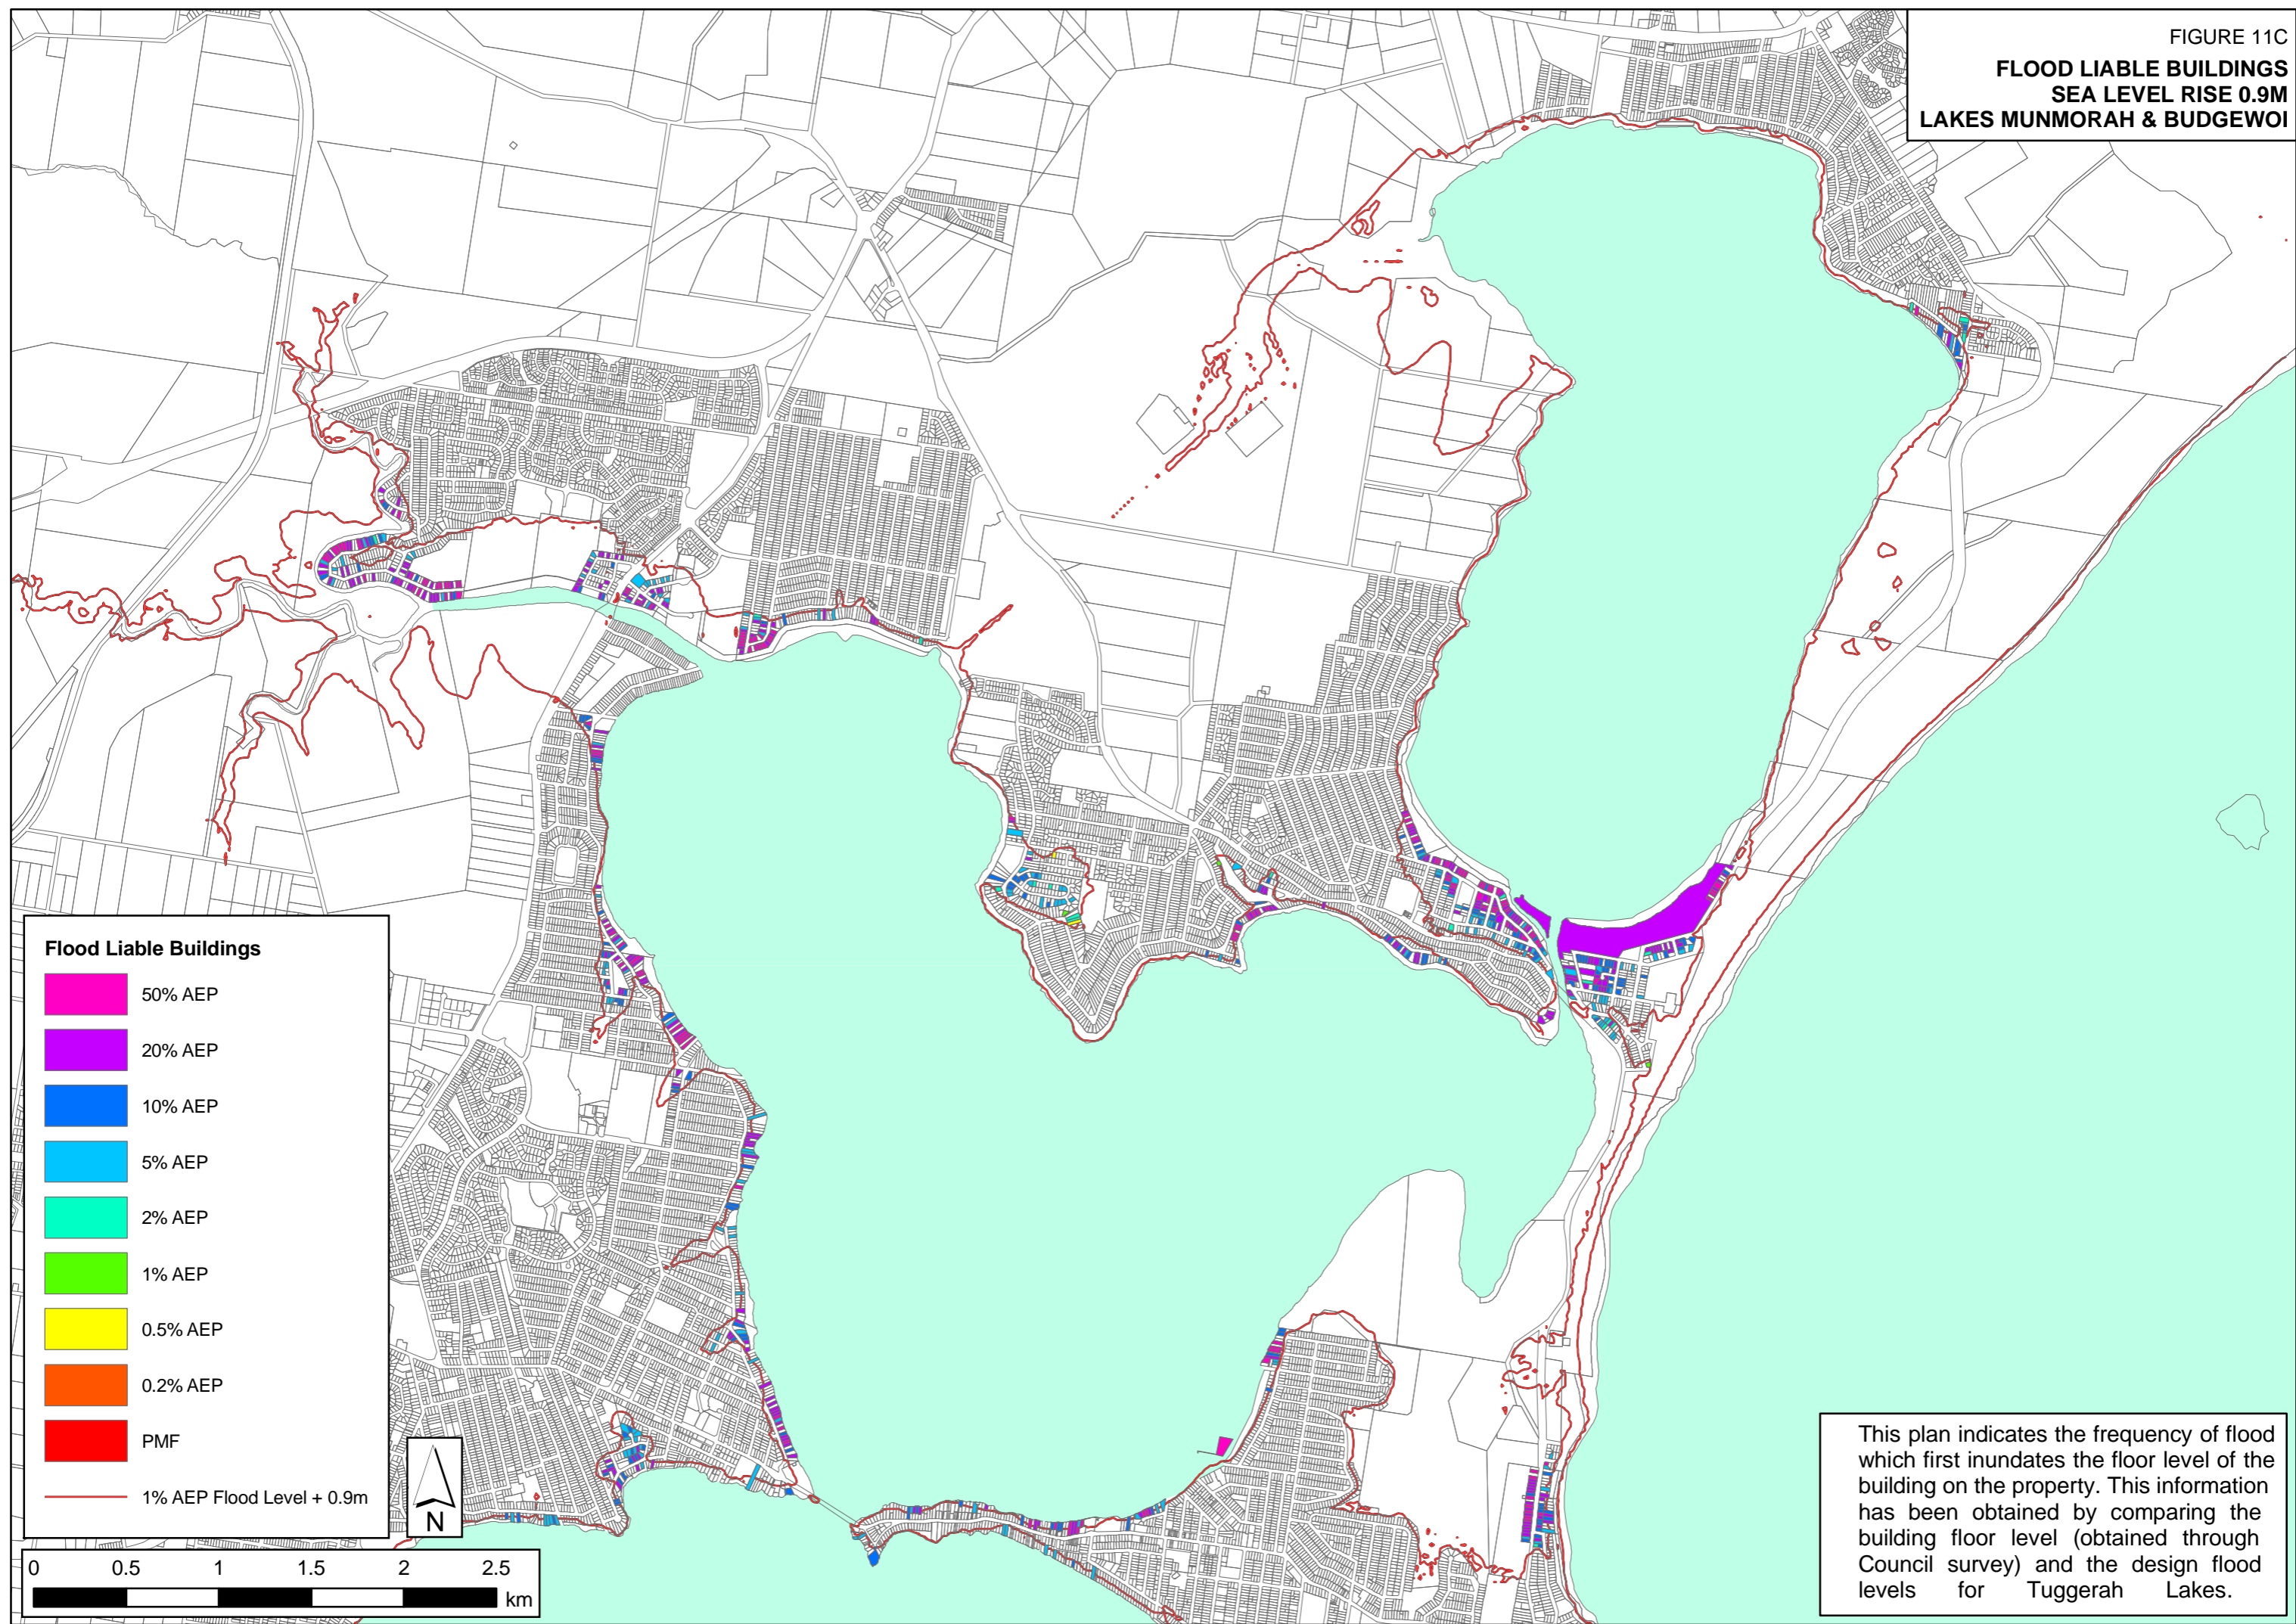 FIGURE 11C
FLOOD LIABLE BUILDINGS
SEA LEVEL RISE 0.9M
LAKES MUNMORAH & BUDGEWOI
Flood Liable Buildings
50% AEP
20% AEP
10% AEP
5% AEP
2% AEP
1% AEP
0.5% AEP
0.2% AEP
PMF
1% AEP Flood Level + 0.9m
N
0 0.5 1 1.5 2 2.5
km
This plan indicates the frequency of flood
which first inundates the floor level of the
building on the property. This information
has been obtained by comparing the
building floor level (obtained through
Council survey) and the design flood
levels for Tuggerah Lakes.